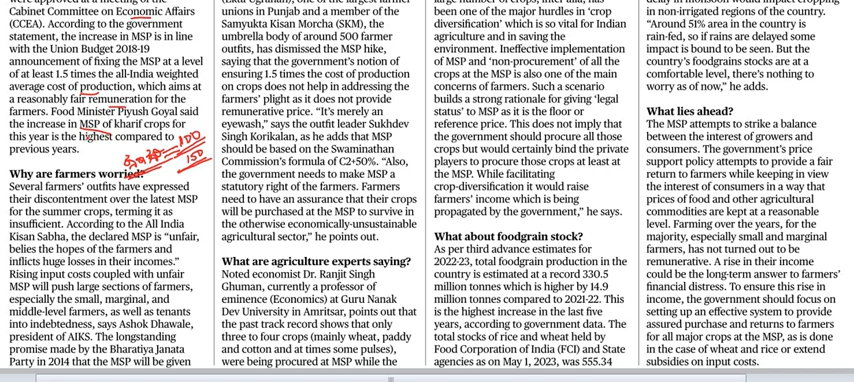 Cabinet Committee on Economic Affairs
(CCEA). According to the government
statement, the increase in MSP is in line
with the Union Budget 2018-19
announcement of fixing the MSP at a level
of at least 1.5 times the all-India weighted
average cost of production, which aims at
a reasonably fair remuneration for the
farmers. Food Minister Piyush Goyal said
the increase in MSP of kharif crops for
this year is the highest compared to
previous years.
100
150
Why are farmers worried?
Several farmers’ outfits have expressed
their discontentment over the latest MSP
for the summer crops, terming it as
insufficient. According to the All India
Kisan Sabha, the declared MSP is “unfair,
belies the hopes of the farmers and
inflicts huge losses in their incomes.”
Rising input costs coupled with unfair
MSP will push large sections of farmers,
especially the small, marginal, and
middle-level farmers, as well as tenants
into indebtedness, says Ashok Dhawale,
president of AIKS. The longstanding
promise made by the Bharatiya Janata
Party in 2014 that the MSP will be given
unions in Punjab and a member of the
Samyukta Kisan Morcha (SKM), the
umbrella body of around 500 farmer
outfits, has dismissed the MSP hike,
saying that the government’s notion of
ensuring 1.5 times the cost of production
on crops does not help in addressing the
farmers’ plight as it does not provide
remunerative price. “It’s merely an
eyewash,” says the outfit leader Sukhdev
Singh Korikalan, as he adds that MSP
should be based on the Swaminathan
Commission’s formula of C2+50%. “Also,
the government needs to make MSP a
statutory right of the farmers. Farmers
need to have an assurance that their crops
will be purchased at the MSP to survive in
the otherwise economically-unsustainable
agricultural sector,” he points out.
What are agriculture experts saying?
Noted economist Dr. Ranjit Singh
Ghuman, currently a professor of
eminence (Economics) at Guru Nanak
Dev University in Amritsar, points out that
the past track record shows that only
three to four crops (mainly wheat, paddy
and cotton and at times some pulses),
were being procured at MSP while the
been one of the major hurdles in ‘crop
diversification’ which is so vital for Indian
agriculture and in saving the
environment. Ineffective implementation
of MSP and ‘non-procurement’ of all the
crops at the MSP is also one of the main
concerns of farmers. Such a scenario
builds a strong rationale for giving ‘legal
status’ to MSP as it is the floor or
reference price. This does not imply that
the government should procure all those
crops but would certainly bind the private
players to procure those crops at least at
the MSP. While facilitating
crop-diversification it would raise
farmers’ income which is being
propagated by the government,” he says.
What about foodgrain stock?
As per third advance estimates for
2022-23, total foodgrain production in the
country is estimated at a record 330.5
million tonnes which is higher by 14.9
million tonnes compared to 2021-22. This
is the highest increase in the last five
years, according to government data. The
total stocks of rice and wheat held by
Food Corporation of India (FCI) and State
agencies as on May 1, 2023, was 555.34
in non-irrigated regions of the country.
“Around 51% area in the country is
rain-fed, so if rains are delayed some
impact is bound to be seen. But the
country’s foodgrains stocks are at a
comfortable level, there’s nothing to
worry as of now,” he adds.
What lies ahead?
The MSP attempts to strike a balance
between the interest of growers and
consumers. The government’s price
support policy attempts to provide a fair
return to farmers while keeping in view
the interest of consumers in a way that
prices of food and other agricultural
commodities are kept at a reasonable
level. Farming over the years, for the
majority, especially small and marginal
farmers, has not turned out to be
remunerative. A rise in their income
could be the long-term answer to farmers’
financial distress. To ensure this rise in
income, the government should focus on
setting up an effective system to provide
assured purchase and returns to farmers
for all major crops at the MSP, as is done
in the case of wheat and rice or extend
subsidies on input costs.